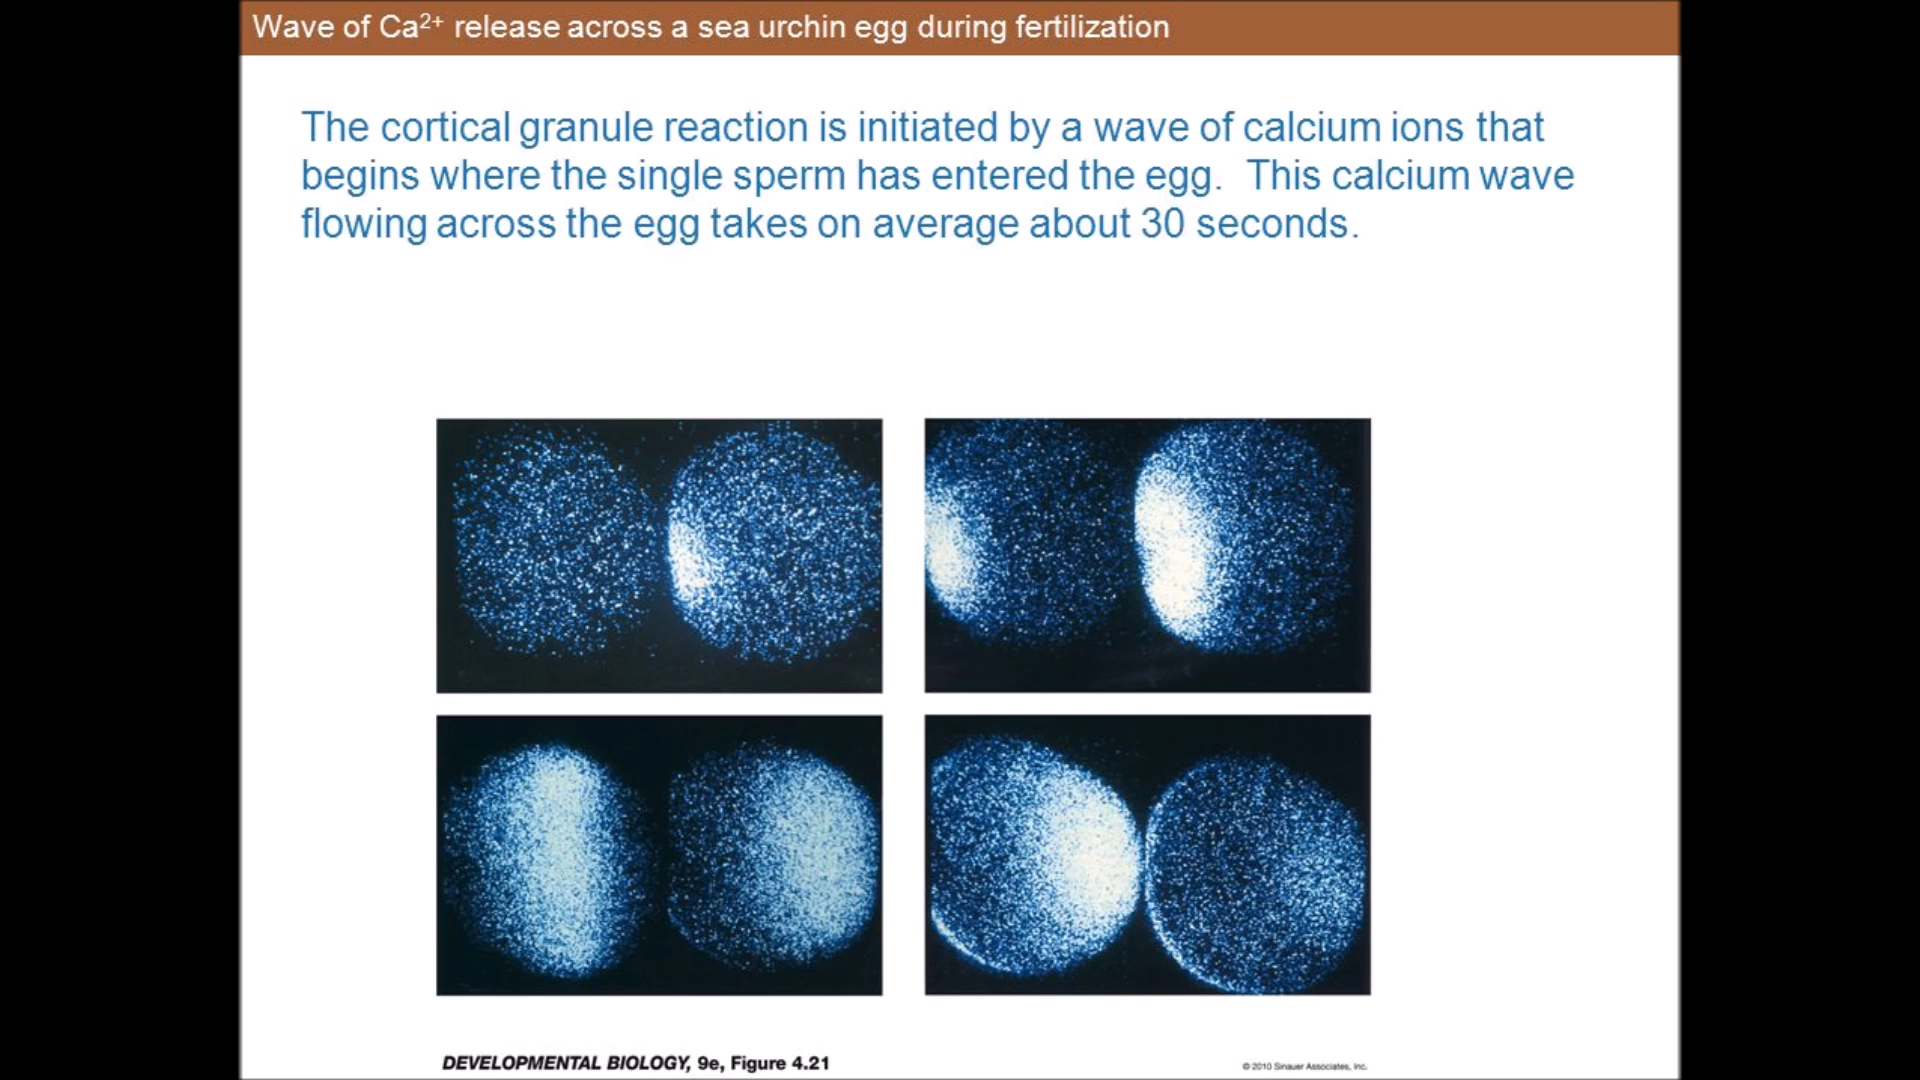 Wave of Ca²⁺ release across a sea urchin egg during fertilization
The cortical granule reaction is initiated by a wave of calcium ions that
begins where the single sperm has entered the egg.  This calcium wave
flowing across the egg takes on average about 30 seconds.
DEVELOPMENTAL BIOLOGY, 9e, Figure 4.21
© 2010 Sinauer Associates, Inc.